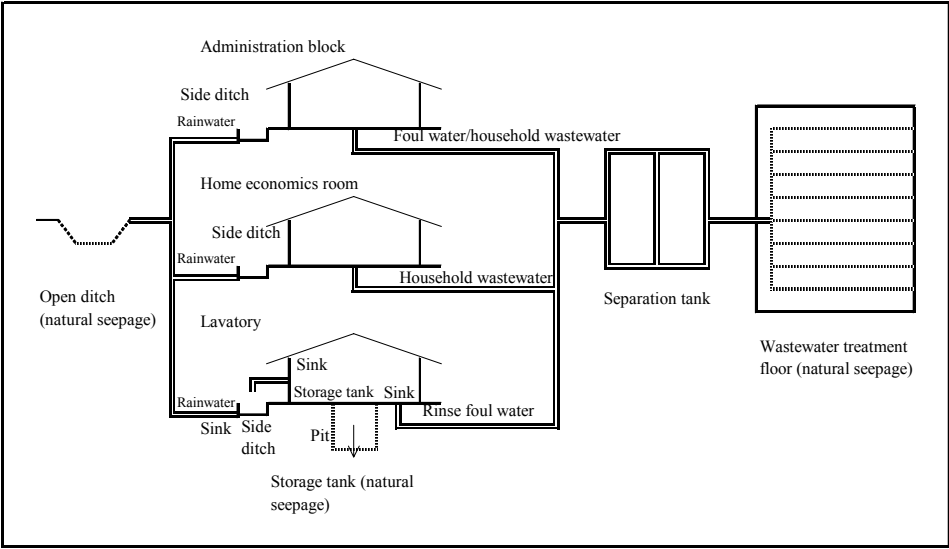 Administration block
Side ditch
Rainwater
Foul water/household wastewater
Home economics room
Side ditch
Rainwater
Household wastewater
Open ditch
(natural seepage)
Separation tank
Lavatory
Wastewater treatment
floor (natural seepage)
Sink
Storage tank
Sink
Rainwater
Rinse foul water
Sink
Side
ditch
Pit
Storage tank (natural
seepage)